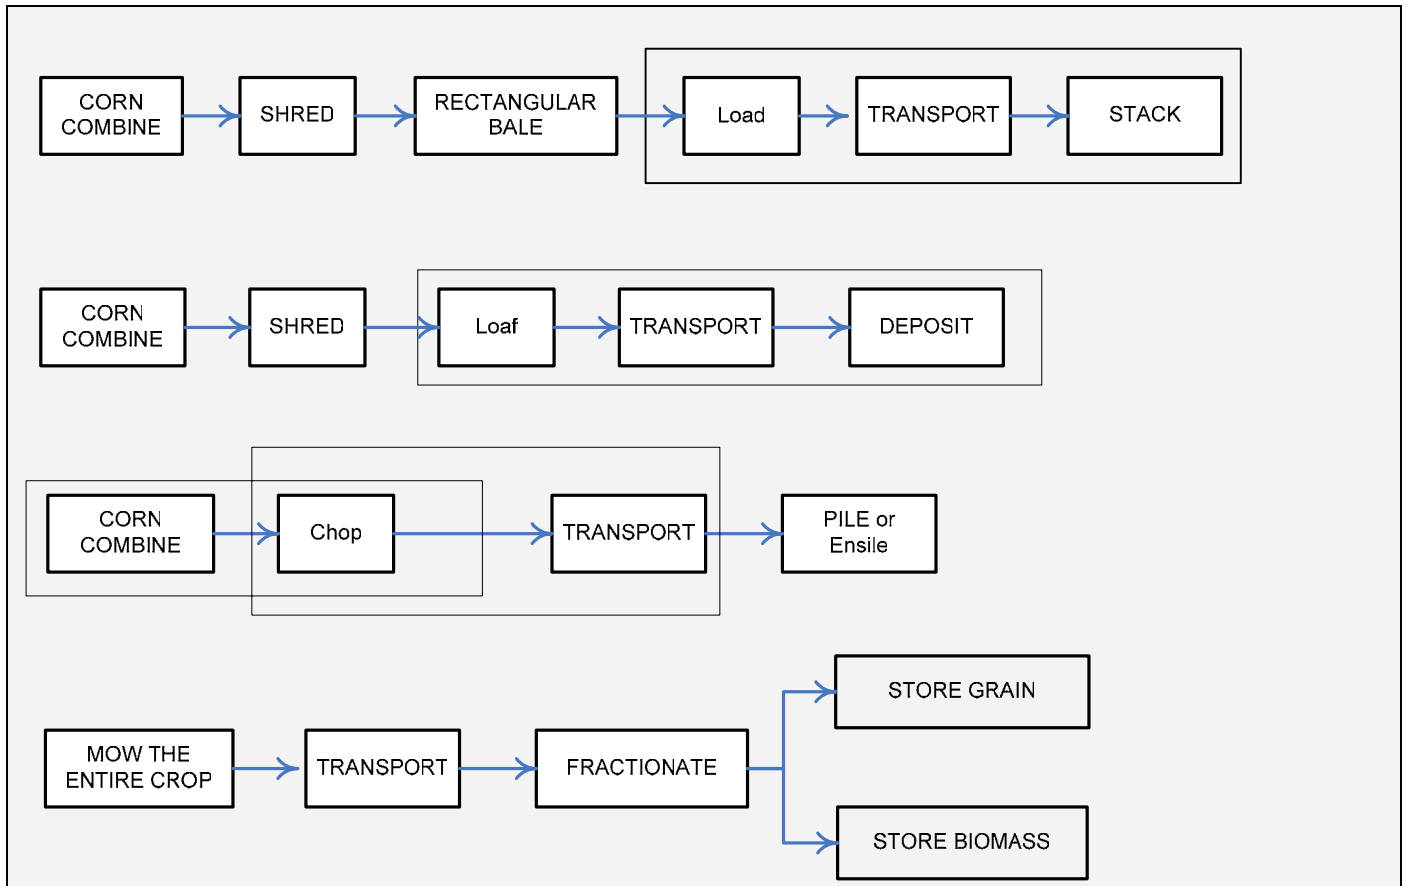 CORN
COMBINE
SHRED
RECTANGULAR
BALE
Load
TRANSPORT
STACK
CORN
COMBINE
SHRED
Loaf
TRANSPORT
DEPOSIT
CORN
COMBINE
Chop
TRANSPORT
PILE or
Ensile
MOW THE
ENTIRE CROP
TRANSPORT
FRACTIONATE
STORE GRAIN
STORE BIOMASS